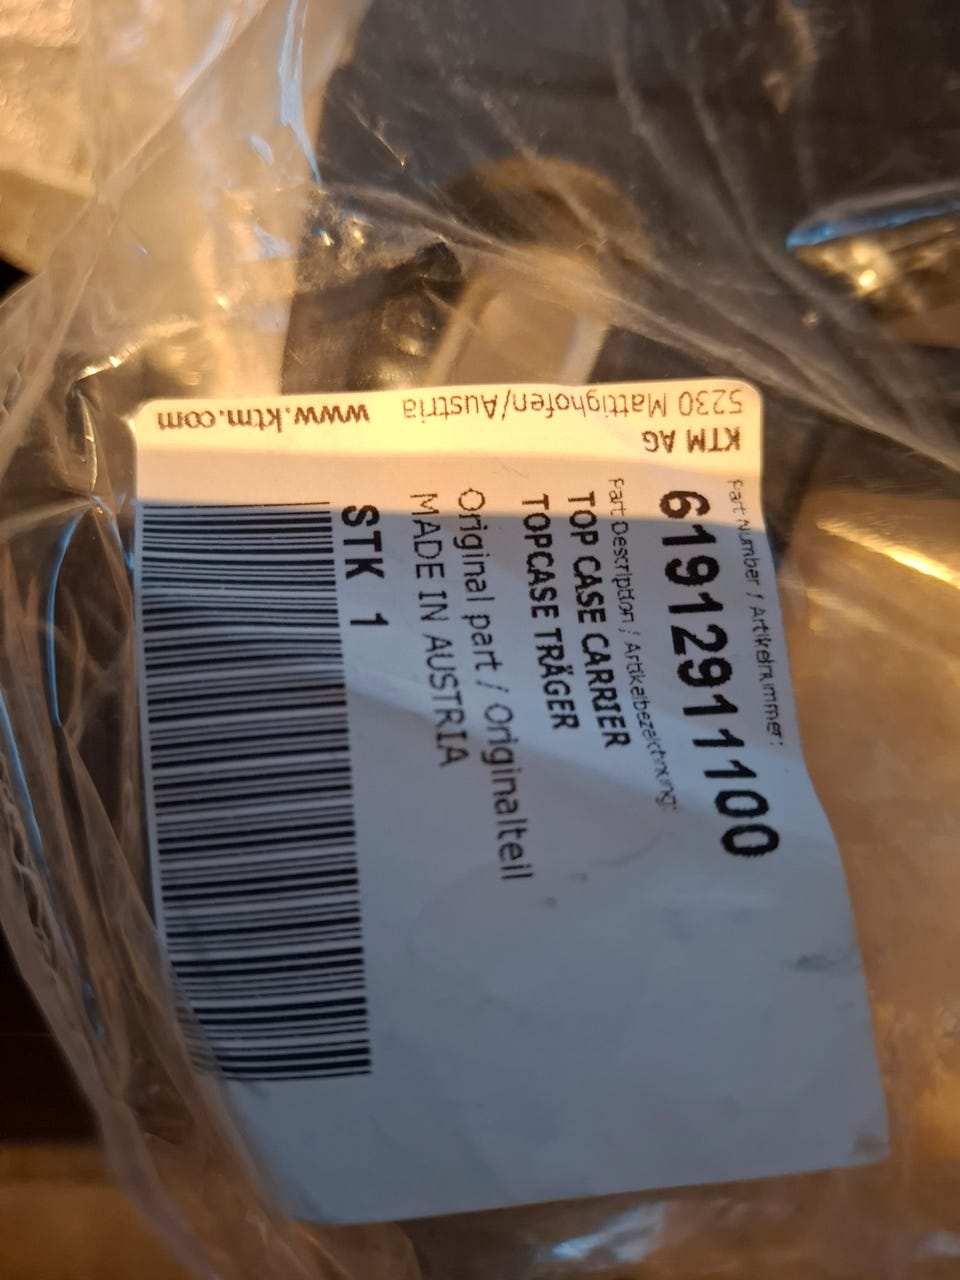 KTM AG
5230 Mattighofen/Austria
www.ktm.com
Part Number / Artikelnummer:
61912911100
Part Description / Artikelbezeichnung:
TOP CASE CARRIER
TOPCASE TRÄGER
Original part / Originalteil
MADE IN AUSTRIA
STK 1